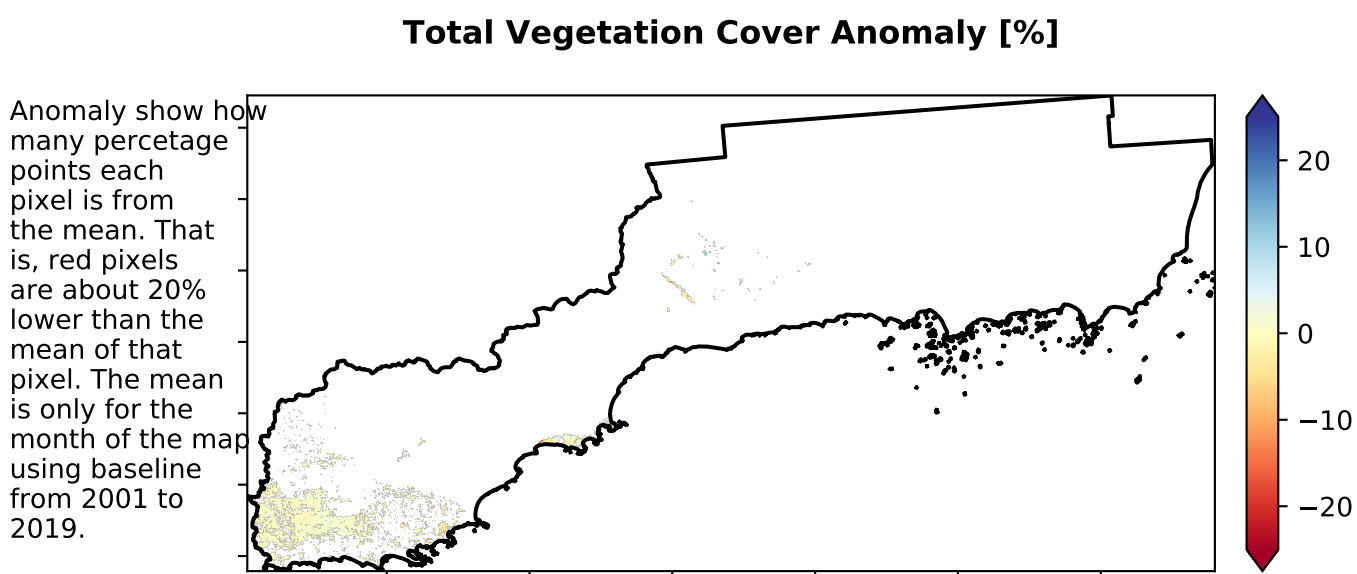 Total Vegetation Cover Anomaly [%]
Anomaly show how
many percetage
points each
pixel is from
the mean. That
is, red pixels
are about 20%
lower than the
mean of that
pixel. The mean
is only for the
month of the map
using baseline
from 2001 to
2019.
20
10
0
−10
−20